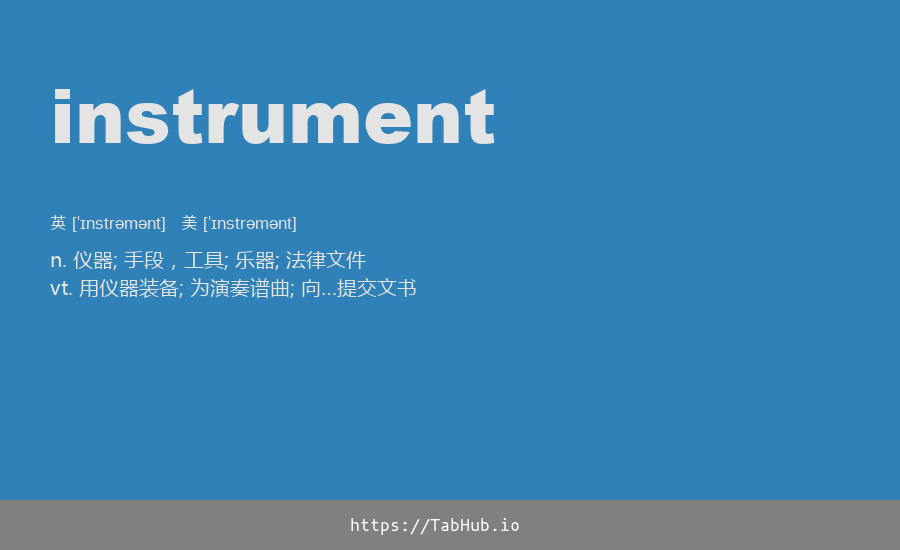 instrument
英 [ˈɪnstrəmənt] 美 [ˈɪnstrəmənt]
n. 仪器; 手段，工具; 乐器; 法律文件
vt. 用仪器装备; 为演奏谱曲; 向…提交文书
https://TabHub.io